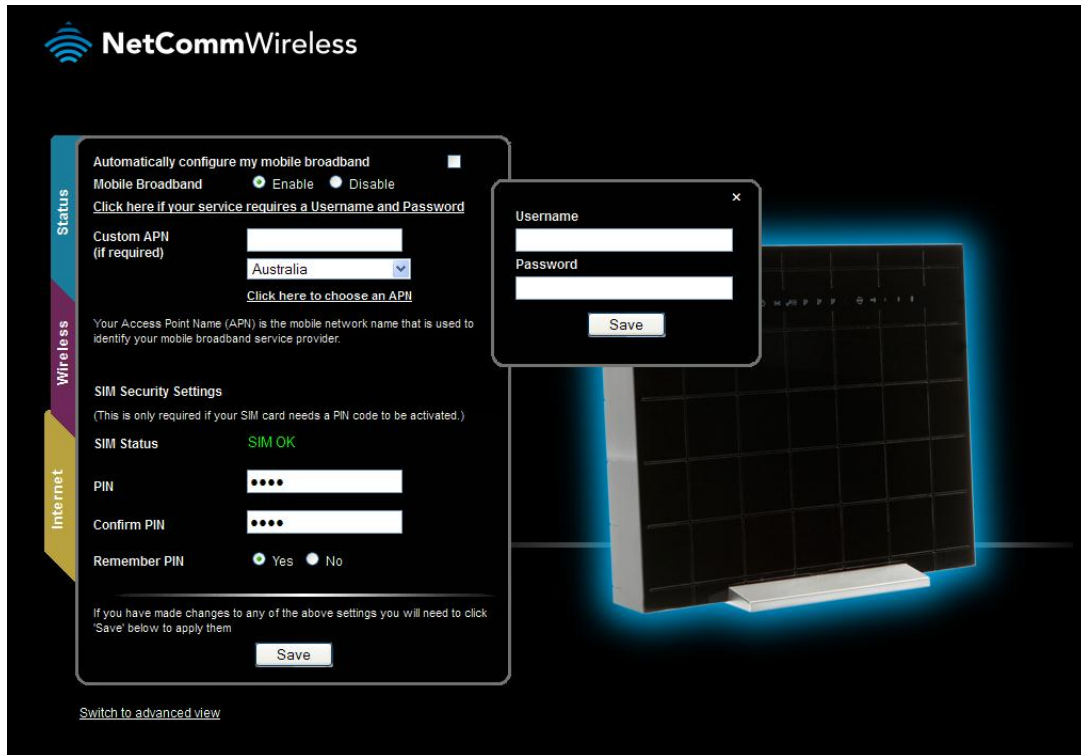 NetCommWireless
Status
Wireless
Internet
Automatically configure my mobile broadband
Mobile Broadband Enable Disable
Click here if your service requires a Username and Password
Custom APN
(if required)
Australia
Click here to choose an APN
Your Access Point Name (APN) is the mobile network name that is used to
identify your mobile broadband service provider.
SIM Security Settings
(This is only required if your SIM card needs a PIN code to be activated.)
SIM Status SIM OK
PIN ••••
Confirm PIN ••••
Remember PIN Yes No
If you have made changes to any of the above settings you will need to click
'Save' below to apply them
Save
Switch to advanced view
×
Username
Password
Save